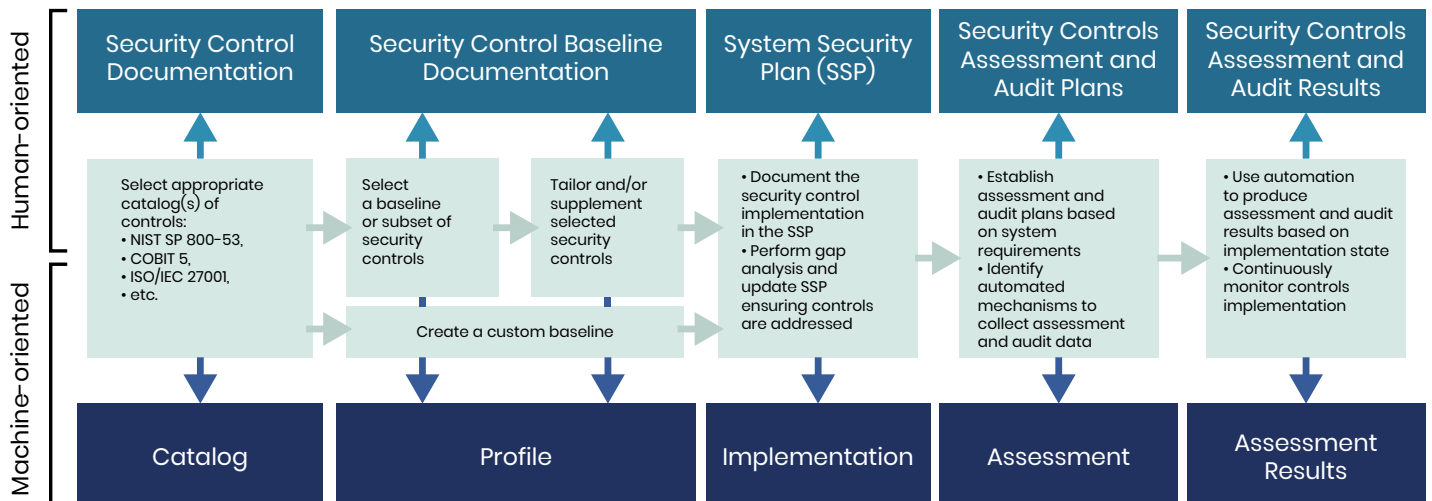 Human-oriented
Machine-oriented
Security Control
Documentation
Security Control Baseline
Documentation
System Security
Plan (SSP)
Security Controls
Assessment and
Audit Plans
Security Controls
Assessment and
Audit Results
Select appropriate
catalog(s) of
controls:
• NIST SP 800-53,
• COBIT 5,
• ISO/IEC 27001,
• etc.
Select
a baseline
or subset of
security
controls
Tailor and/or
supplement
selected
security
controls
Create a custom baseline
• Document the
security control
implementation
in the SSP
• Perform gap
analysis and
update SSP
ensuring controls
are addressed
• Establish
assessment and
audit plans based
on system
requirements
• Identify
automated
mechanisms to
collect assessment
and audit data
• Use automation
to produce
assessment and audit
results based on
implementation state
• Continuously
monitor controls
implementation
Catalog
Profile
Implementation
Assessment
Assessment
Results